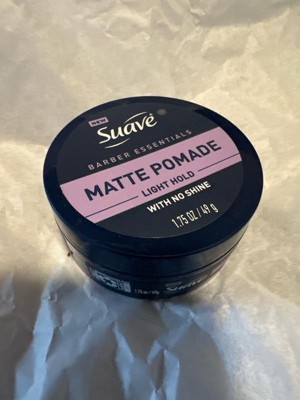 NEW
Suave
BARBER ESSENTIALS
MATTE POMADE
LIGHT HOLD
WITH NO SHINE
1.75 OZ / 49 g